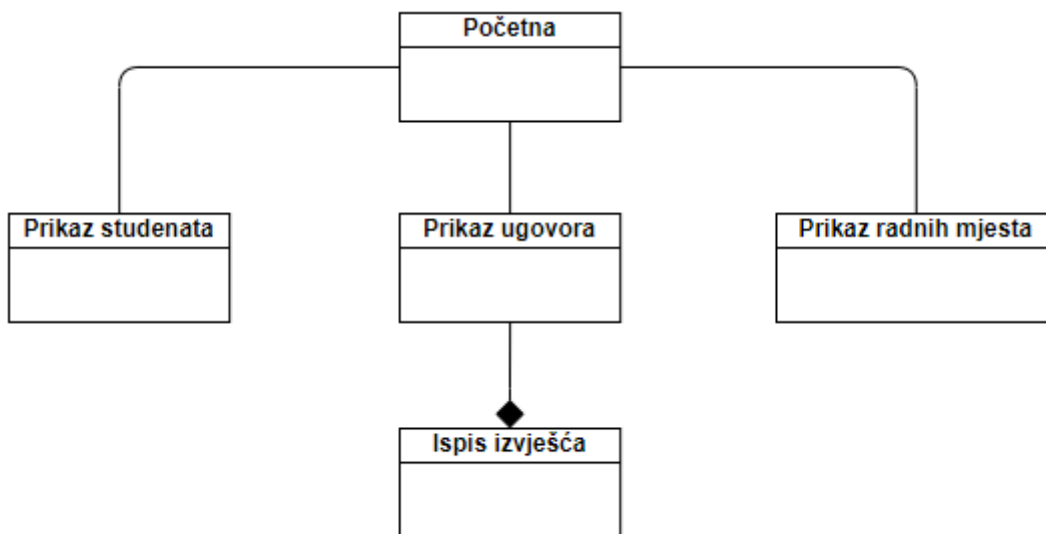 Početna
Prikaz studenata
Prikaz ugovora
Prikaz radnih mjesta
Ispis izvješća